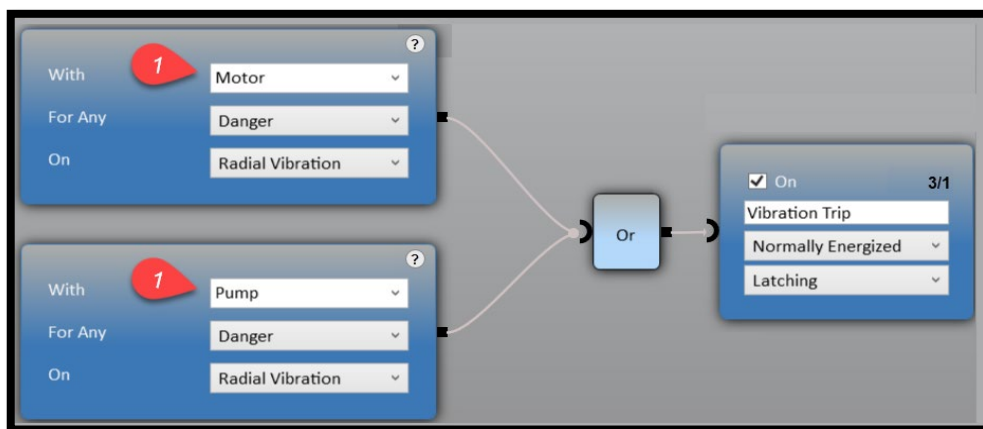 ?
With 1 Motor
For Any Danger
On Radial Vibration
?
With 1 Pump
For Any Danger
On Radial Vibration
Or
On 3/1
Vibration Trip
Normally Energized
Latching